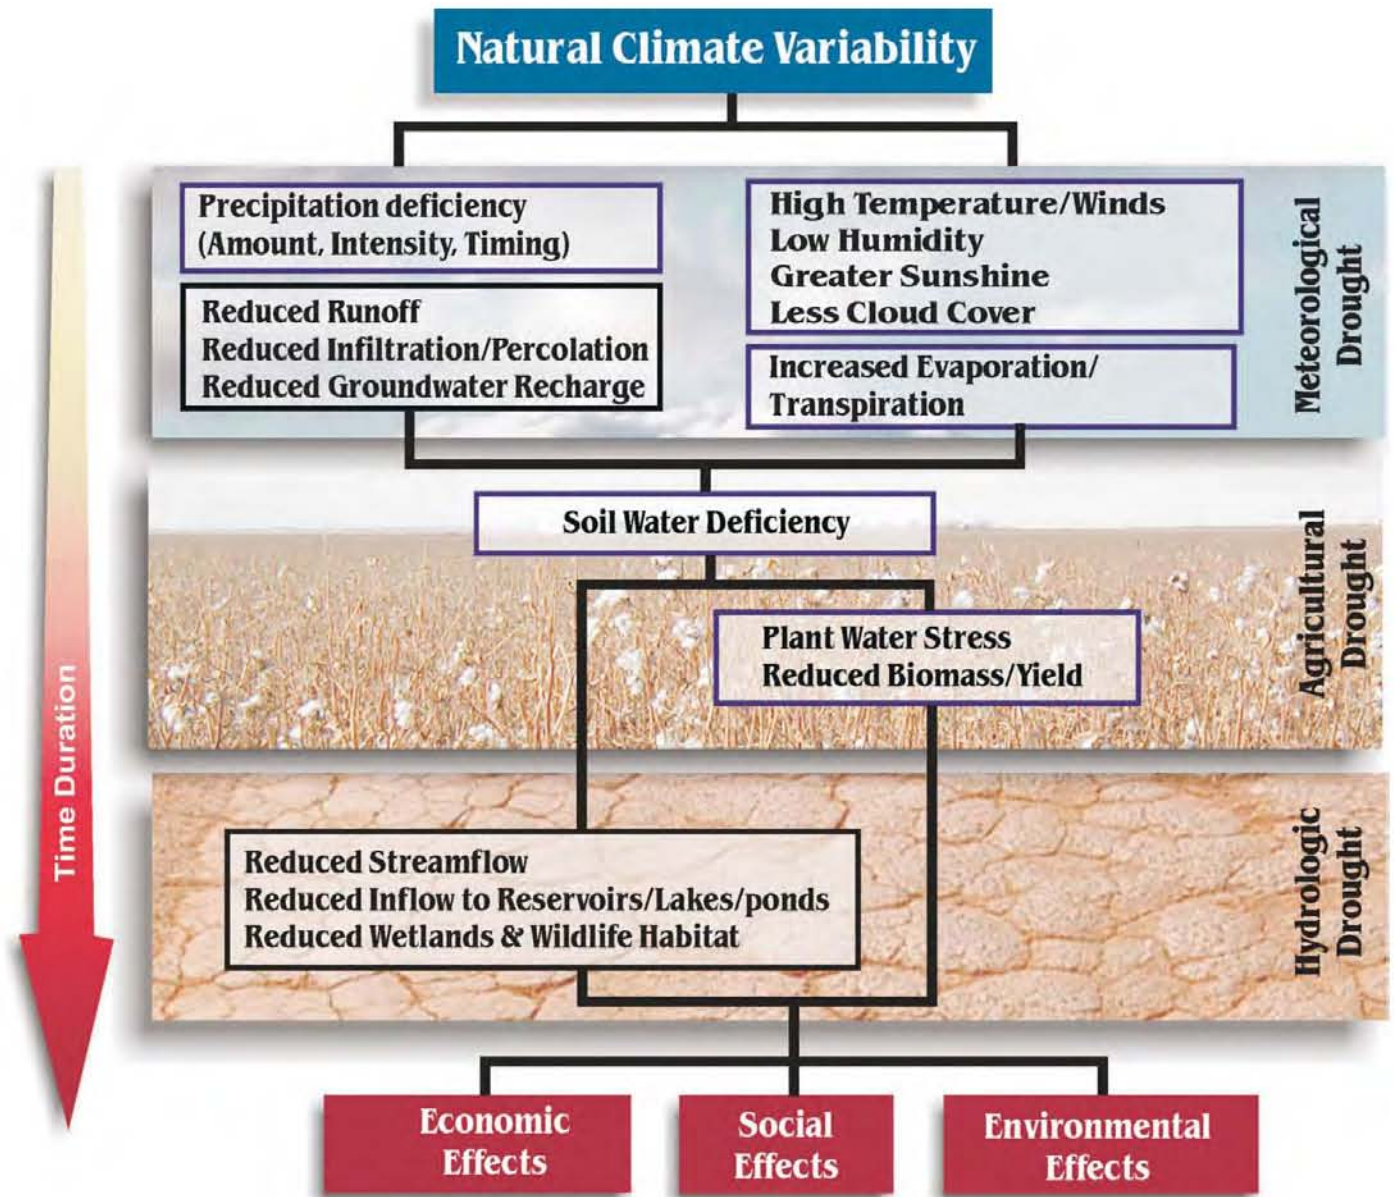 Natural Climate Variability
Precipitation deficiency
(Amount, Intensity, Timing)
Reduced Runoff
Reduced Infiltration/Percolation
Reduced Groundwater Recharge
High Temperature/Winds
Low Humidity
Greater Sunshine
Less Cloud Cover
Increased Evaporation/
Transpiration
Meteorological
Drought
Soil Water Deficiency
Plant Water Stress
Reduced Biomass/Yield
Agricultural
Drought
Time Duration
Reduced Streamflow
Reduced Inflow to Reservoirs/Lakes/ponds
Reduced Wetlands & Wildlife Habitat
Hydrologic
Drought
Economic
Effects
Social
Effects
Environmental
Effects